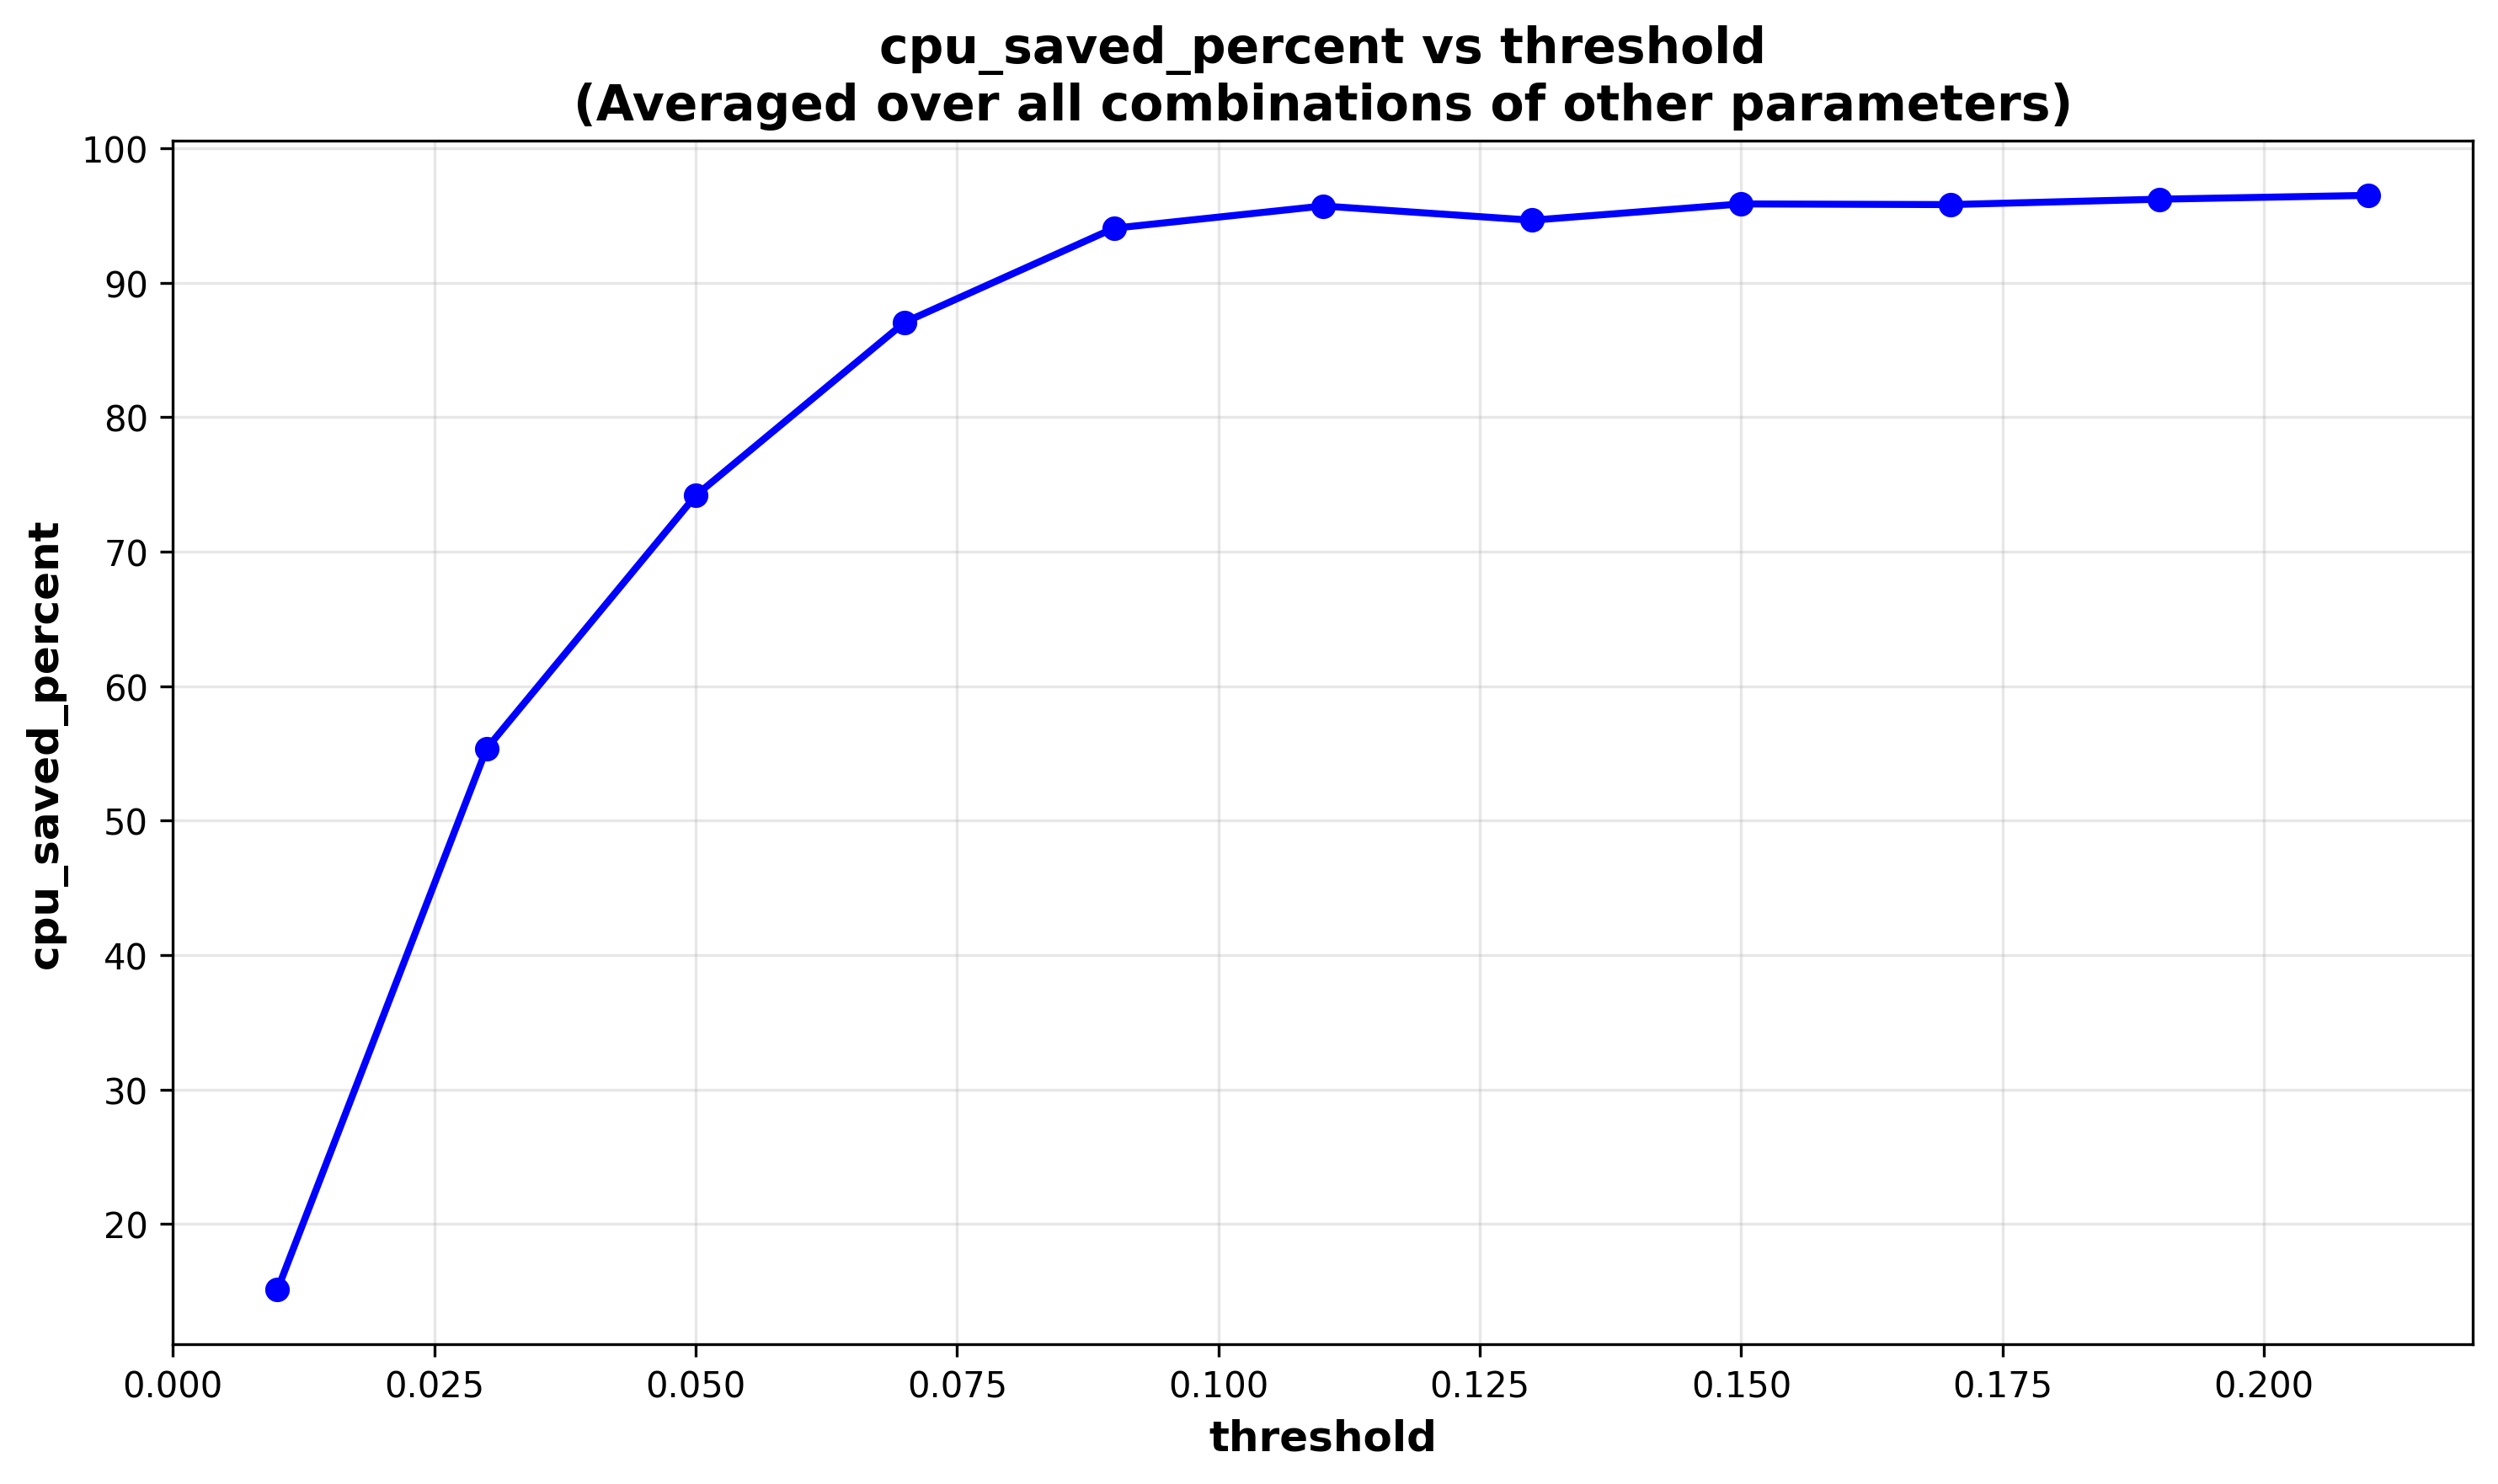 cpu_saved_percent vs threshold
(Averaged over all combinations of other parameters)
100
90
80
70
60
50
40
30
20
cpu_saved_percent
0.000 0.025 0.050 0.075 0.100 0.125 0.150 0.175 0.200
threshold